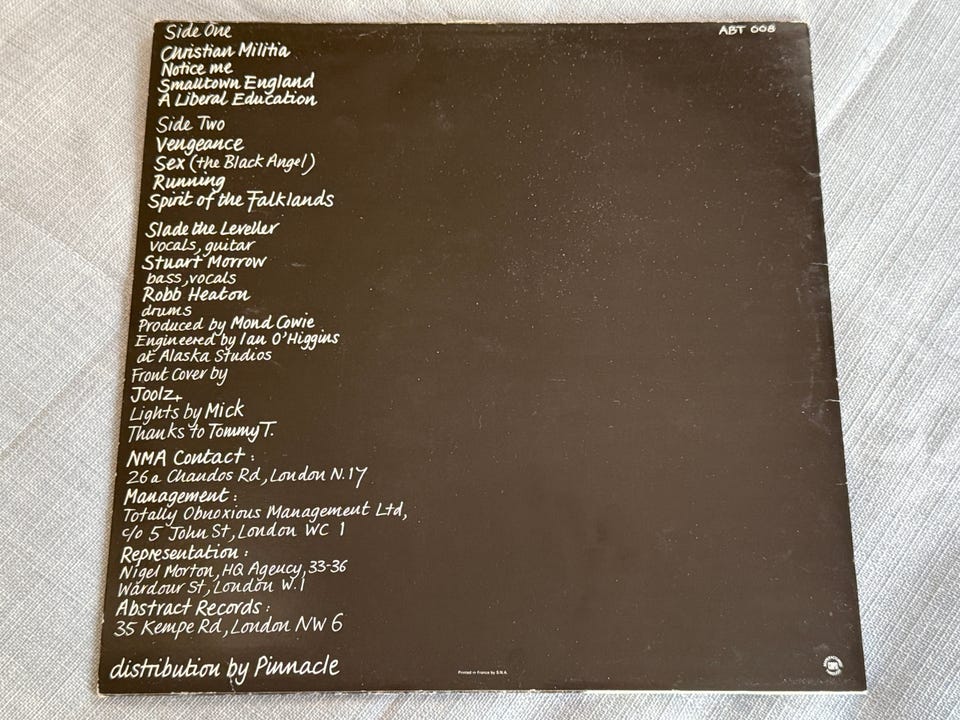 Side One
ABT 008
Christian Militia
Notice me
Smalltown England
A Liberal Education
Side Two
Vengeance
Sex (the Black Angel)
Running
Spirit of the Falklands
Slade the Leveller
vocals, guitar
Stuart Morrow
bass, vocals
Robb Heaton
drums
Produced by Mond Cowie
Engineered by Ian O'Higgins
at Alaska Studios
Front Cover by
Joolz
Lights by Mick
Thanks to Tommy T.
NMA Contact :
26a Chandos Rd, London N.17
Management :
Totally Obnoxious Management Ltd,
c/o 5 John St, London WC 1
Representation :
Nigel Morton, HQ Agency, 33-36
Wardour St, London W.1
Abstract Records :
35 Kempe Rd, London NW 6
distribution by Pinnacle
Printed in France by S.N.A.